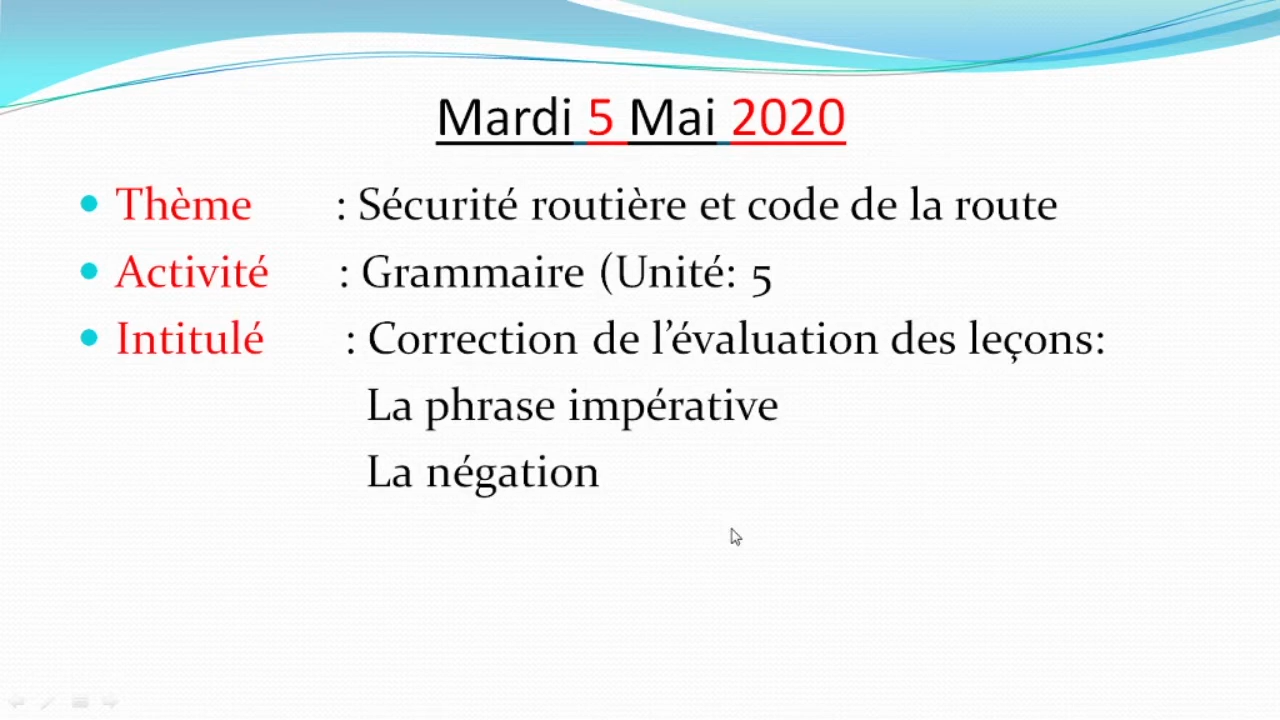 Mardi 5 Mai 2020
Thème : Sécurité routière et code de la route
Activité : Grammaire (Unité: 5
Intitulé : Correction de l’évaluation des leçons:
La phrase impérative
La négation